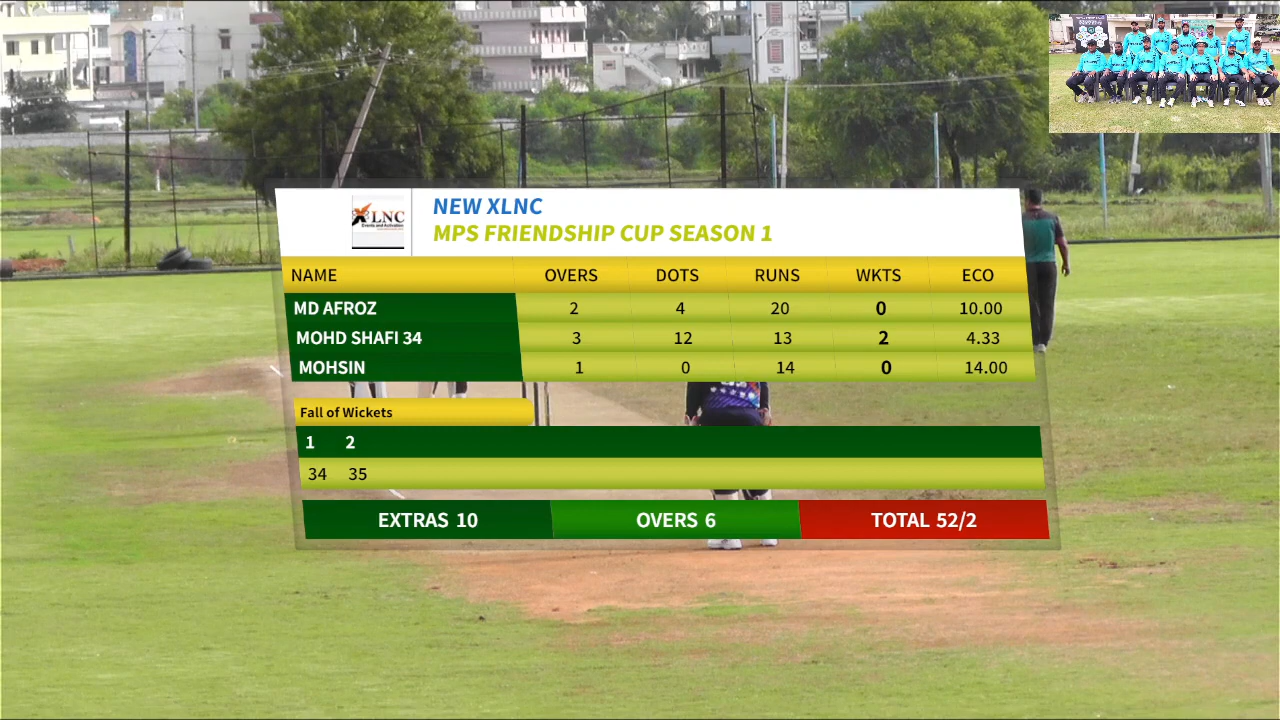 XLNC
NEW XLNC
MPS FRIENDSHIP CUP SEASON 1
NAME OVERS DOTS RUNS WKTS ECO
MD AFROZ 2 4 20 0 10.00
MOHD SHAFI 34 3 12 13 2 4.33
MOHSIN 1 0 14 0 14.00
Fall of Wickets
1 2
34 35
EXTRAS 10 OVERS 6 TOTAL 52/2